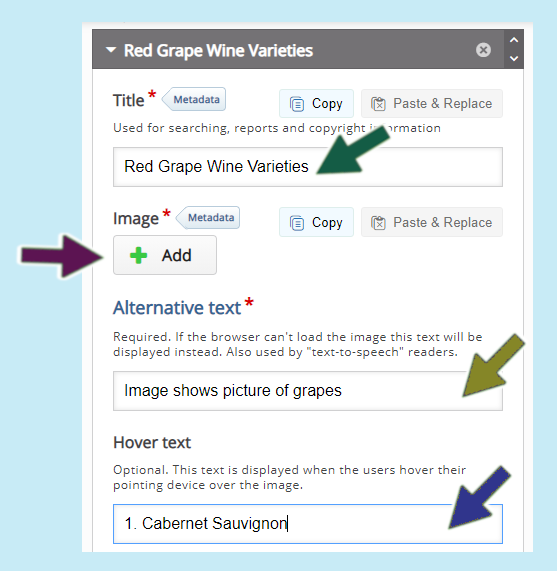 Red Grape Wine Varieties
Title * Metadata Copy Paste & Replace
Used for searching, reports and copyright information
Red Grape Wine Varieties
Image * Metadata Copy Paste & Replace
Add
Alternative text *
Required. If the browser can't load the image this text will be
displayed instead. Also used by "text-to-speech" readers.
Image shows picture of grapes
Hover text
Optional. This text is displayed when the users hover their
pointing device over the image.
1. Cabernet Sauvignon